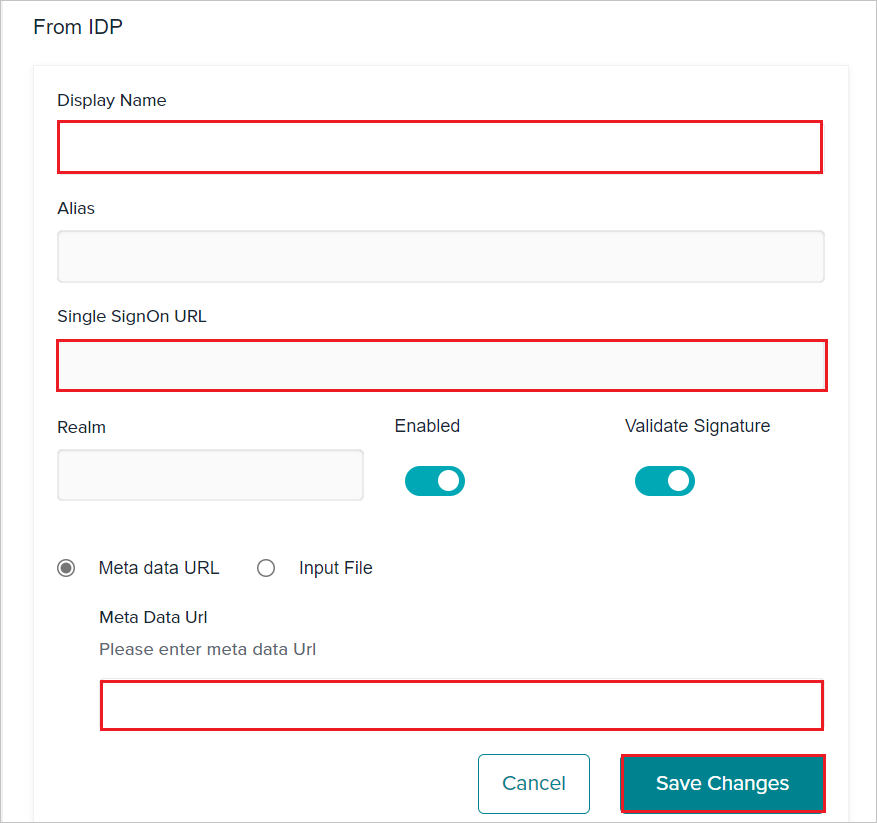 From IDP
Display Name
Alias
Single SignOn URL
Realm
Enabled
Validate Signature
Meta data URL
Input File
Meta Data Url
Please enter meta data Url
Cancel
Save Changes